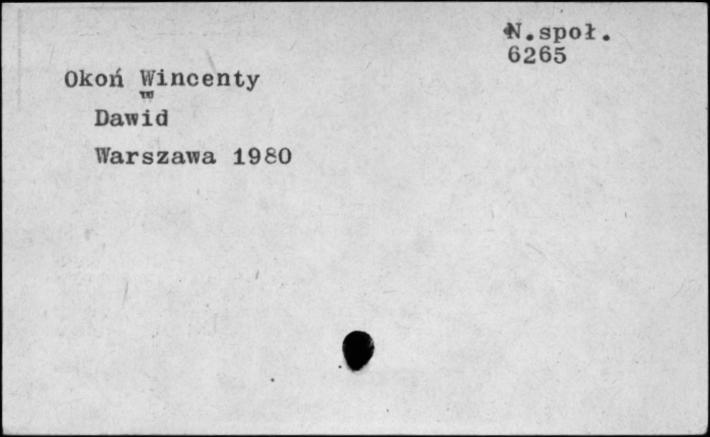 N.społ.
6265
Okoń Wincenty
w
Dawid
Warszawa 1980